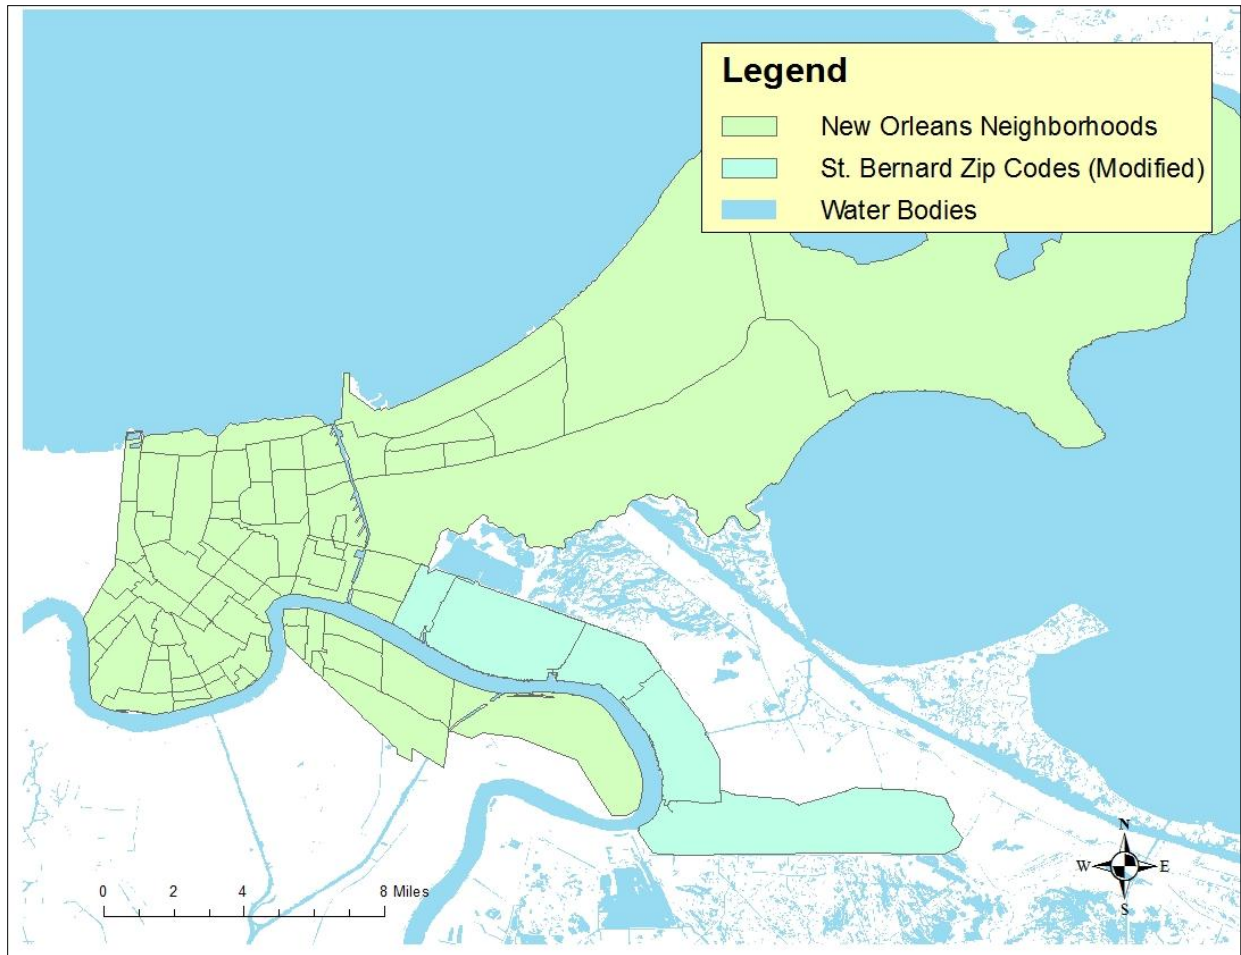 Legend
New Orleans Neighborhoods
St. Bernard Zip Codes (Modified)
Water Bodies
N
W E
S
0 2 4 8 Miles